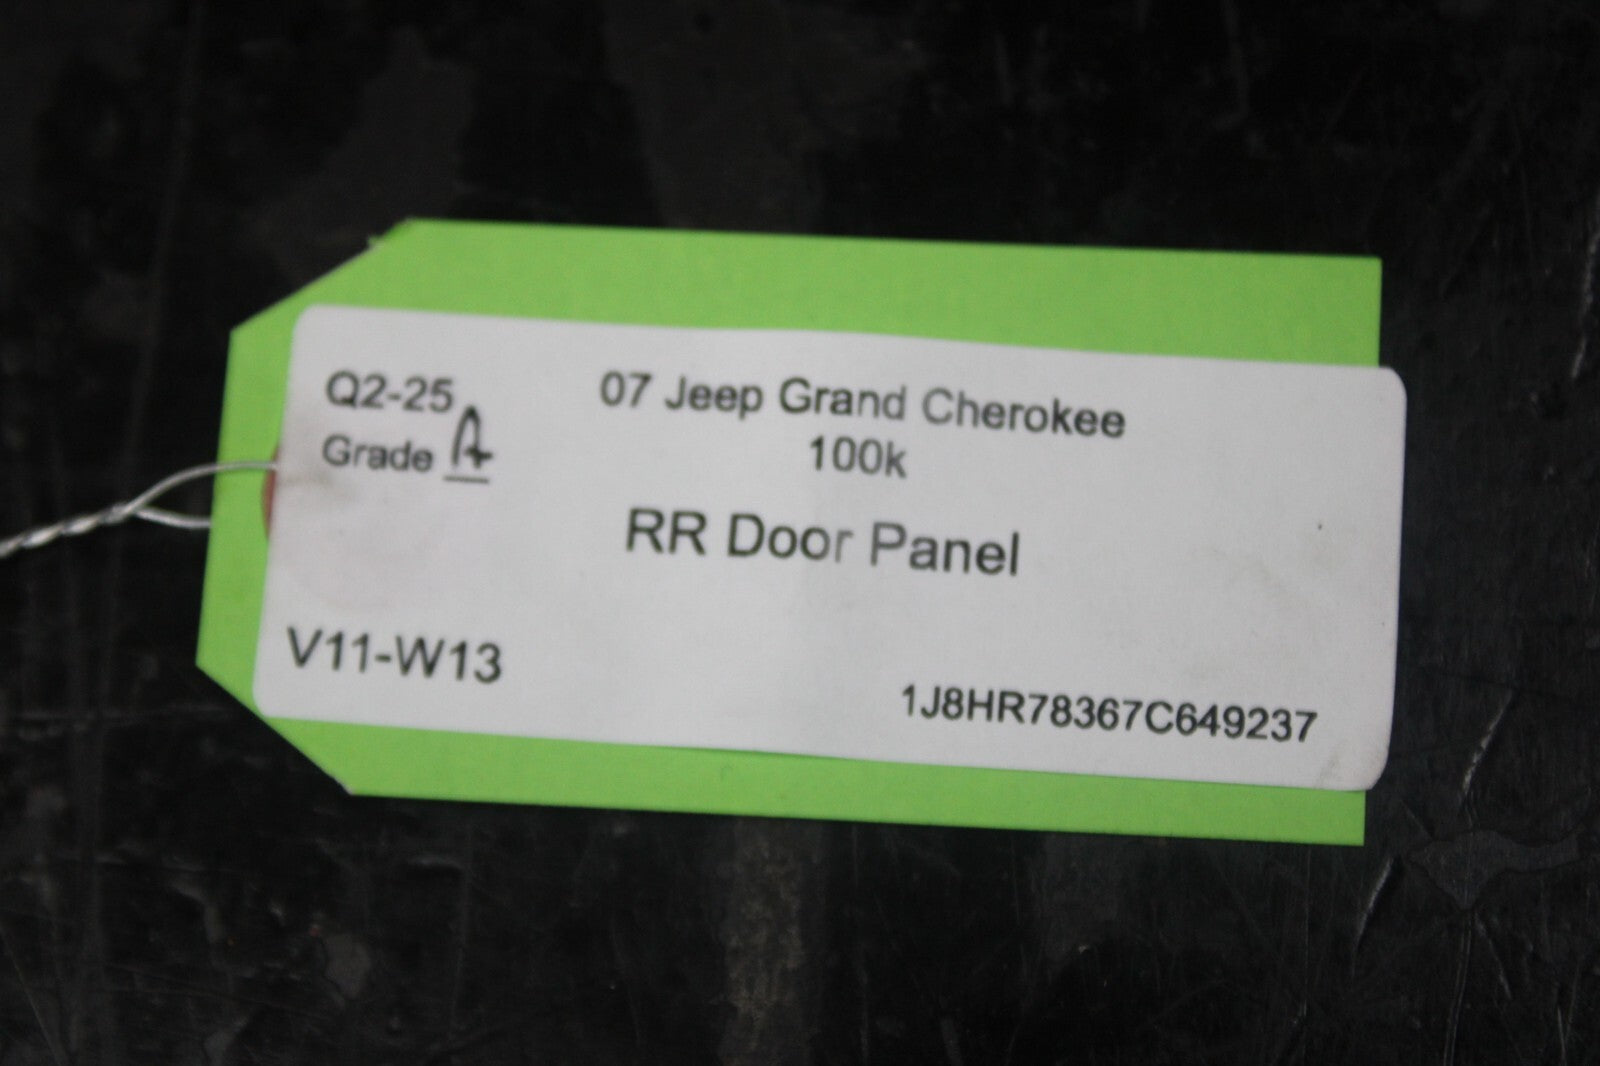 Q2-25
Grade A
07 Jeep Grand Cherokee
100k
RR Door Panel
V11-W13
1J8HR78367C649237